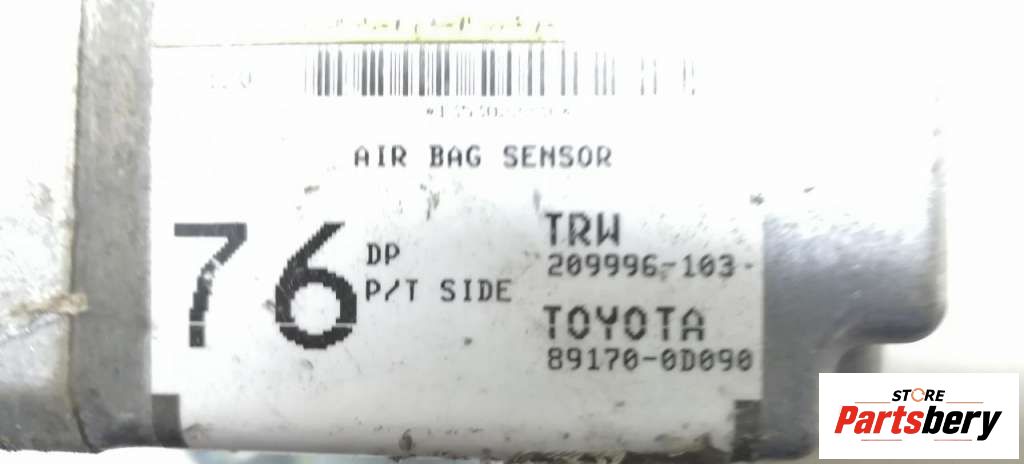 AIR BAG SENSOR
76
DP
P/T SIDE
TRW
209996-103
TOYOTA
89170-0D090
STORE
Partsbery